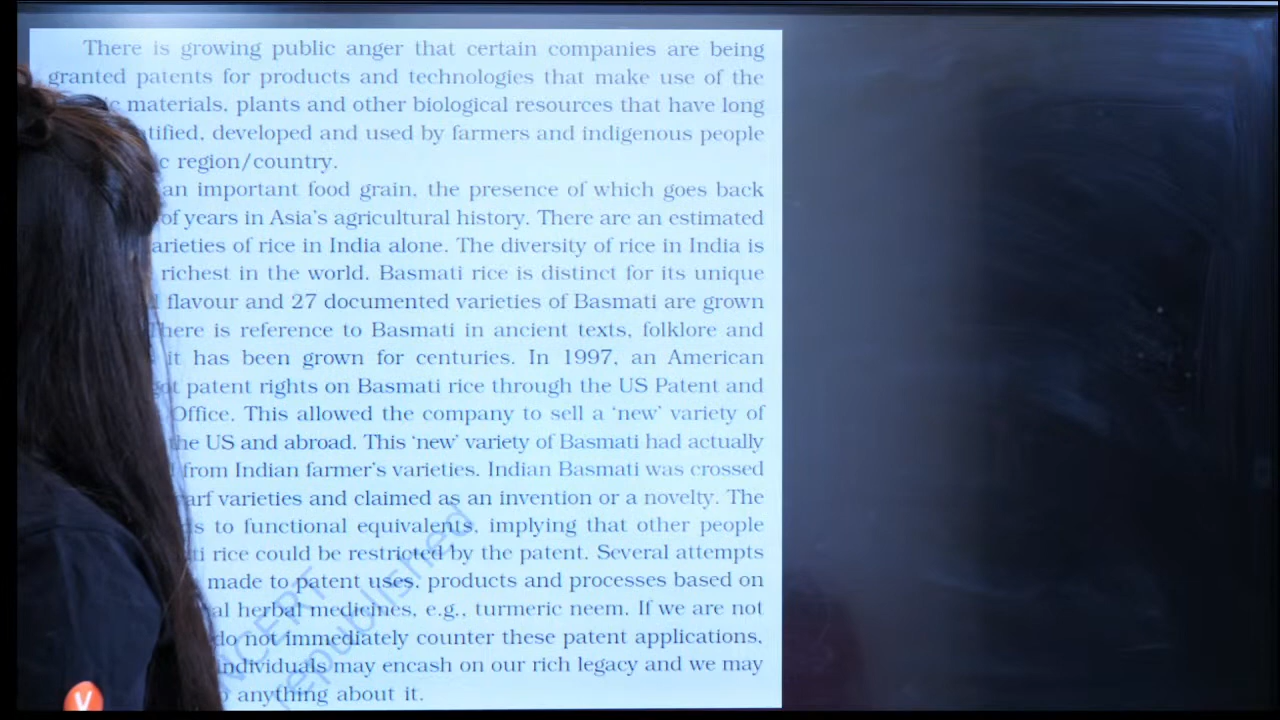 There is growing public anger that certain companies are being
granted patents for products and technologies that make use of the
materials, plants and other biological resources that have long
developed and used by farmers and indigenous people
region/country.
an important food grain, the presence of which goes back
of years in Asia's agricultural history. There are an estimated
of rice in India alone. The diversity of rice in India is
richest in the world. Basmati rice is distinct for its unique
flavour and 27 documented varieties of Basmati are grown
There is reference to Basmati in ancient texts, folklore and
it has been grown for centuries. In 1997, an American
got patent rights on Basmati rice through the US Patent and
Office. This allowed the company to sell a 'new' variety of
the US and abroad. This 'new' variety of Basmati had actually
from Indian farmer's varieties. Indian Basmati was crossed
varieties and claimed as an invention or a novelty. The
to functional equivalents, implying that other people
rice could be restricted by the patent. Several attempts
made to patent uses, products and processes based on
herbal medicines, e.g., turmeric neem. If we are not
do not immediately counter these patent applications,
individuals may encash on our rich legacy and we may
anything about it.
NCERT
republished